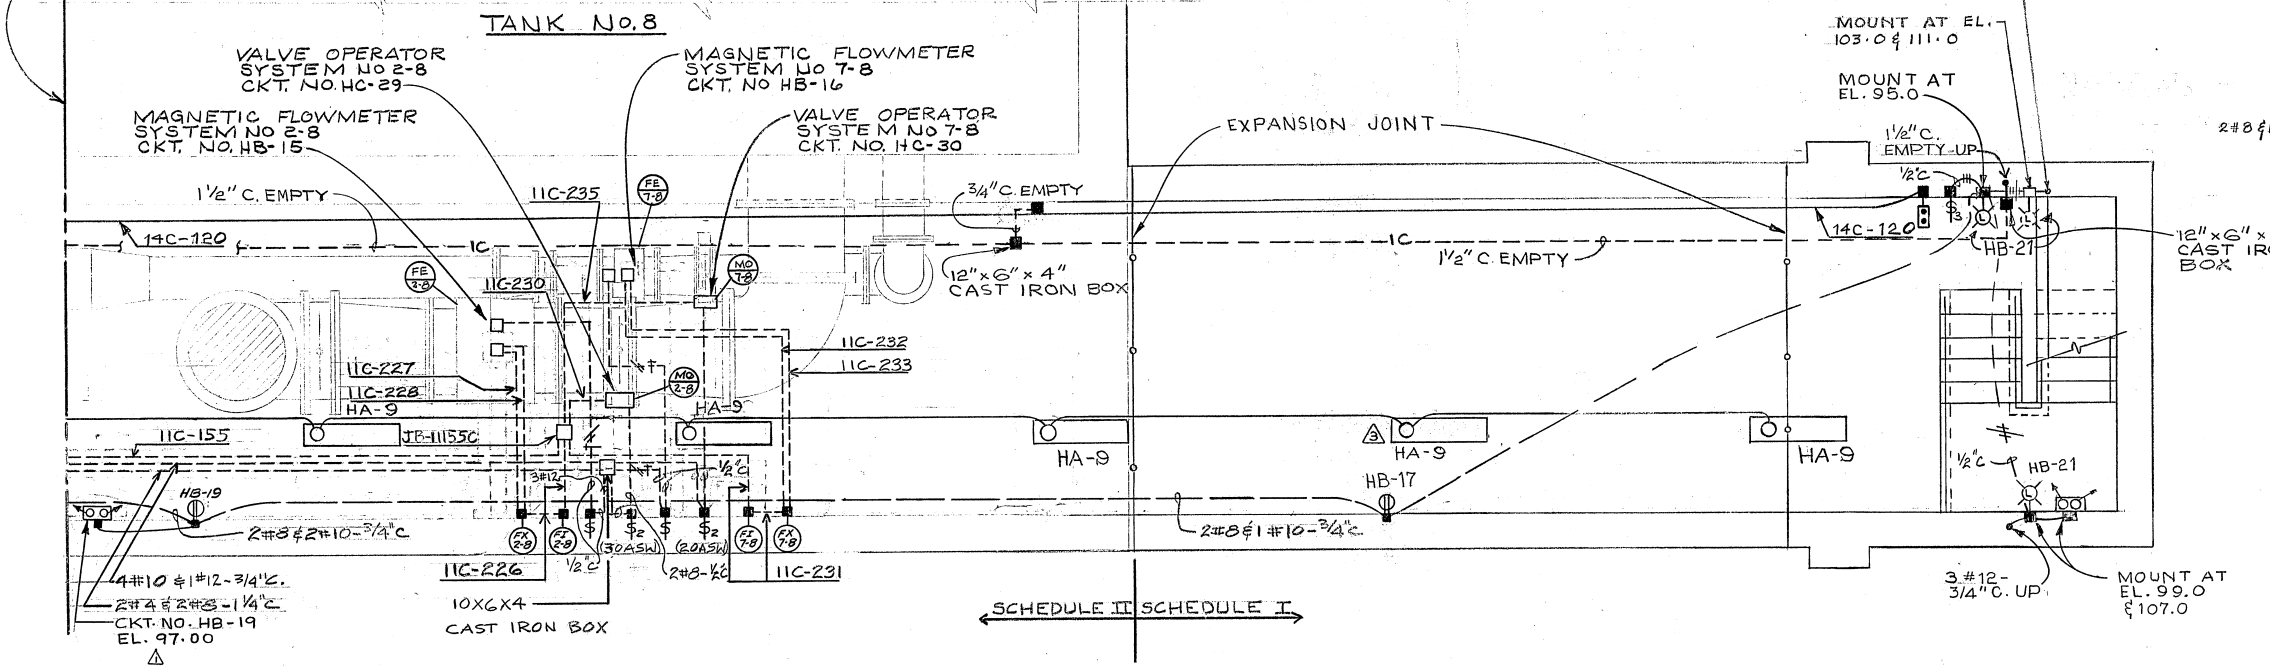 TANK NO. 8
VALVE OPERATOR
SYSTEM NO 2-8
CKT. NO. HC-29
MAGNETIC FLOWMETER
SYSTEM NO 7-8
CKT. NO HB-16
MAGNETIC FLOWMETER
SYSTEM NO 2-8
CKT. NO. HB-15
VALVE OPERATOR
SYSTEM NO 7-8
CKT. NO. HC-30
EXPANSION JOINT
MOUNT AT EL.
103.0 & 111.0
MOUNT AT
EL. 95.0
1½" C.
EMPTY-UP
½"C
2#8 &
1½" C. EMPTY
11C-235
FE
7-8
¾" C. EMPTY
S3
L
L
14C-120
1C
1C
14C-120
HB-21
12" x 6" x
CAST IR
BOX
1½" C. EMPTY
FE
2-8
11C-230
MO
7-8
12" x 6" x 4"
CAST IRON BOX
11C-232
11C-233
11C-227
11C-228
MO
2-8
HA-9
HA-9
11C-155
JB-11155C
HA-9
3
HA-9
HA-9
3#12
½"C
HB-19
HB-17
½"C
HB-21
L
2#8 & 2#10-¾"C
S
S2
S
S2
FX
2-8
FI
2-8
(30ASW)
(20ASW)
FI
7-8
FX
7-8
2#8 & 1#10-¾"C
11C-226
½"C
2#8-½"C
11C-231
4#10 & 1#12-¾"C.
2#4 & 2#8-1¼"C
CKT. NO. HB-19
EL. 97.00
1
10X6X4
CAST IRON BOX
SCHEDULE II SCHEDULE I
3 #12-
¾" C. UP
MOUNT AT
EL. 99.0
& 107.0